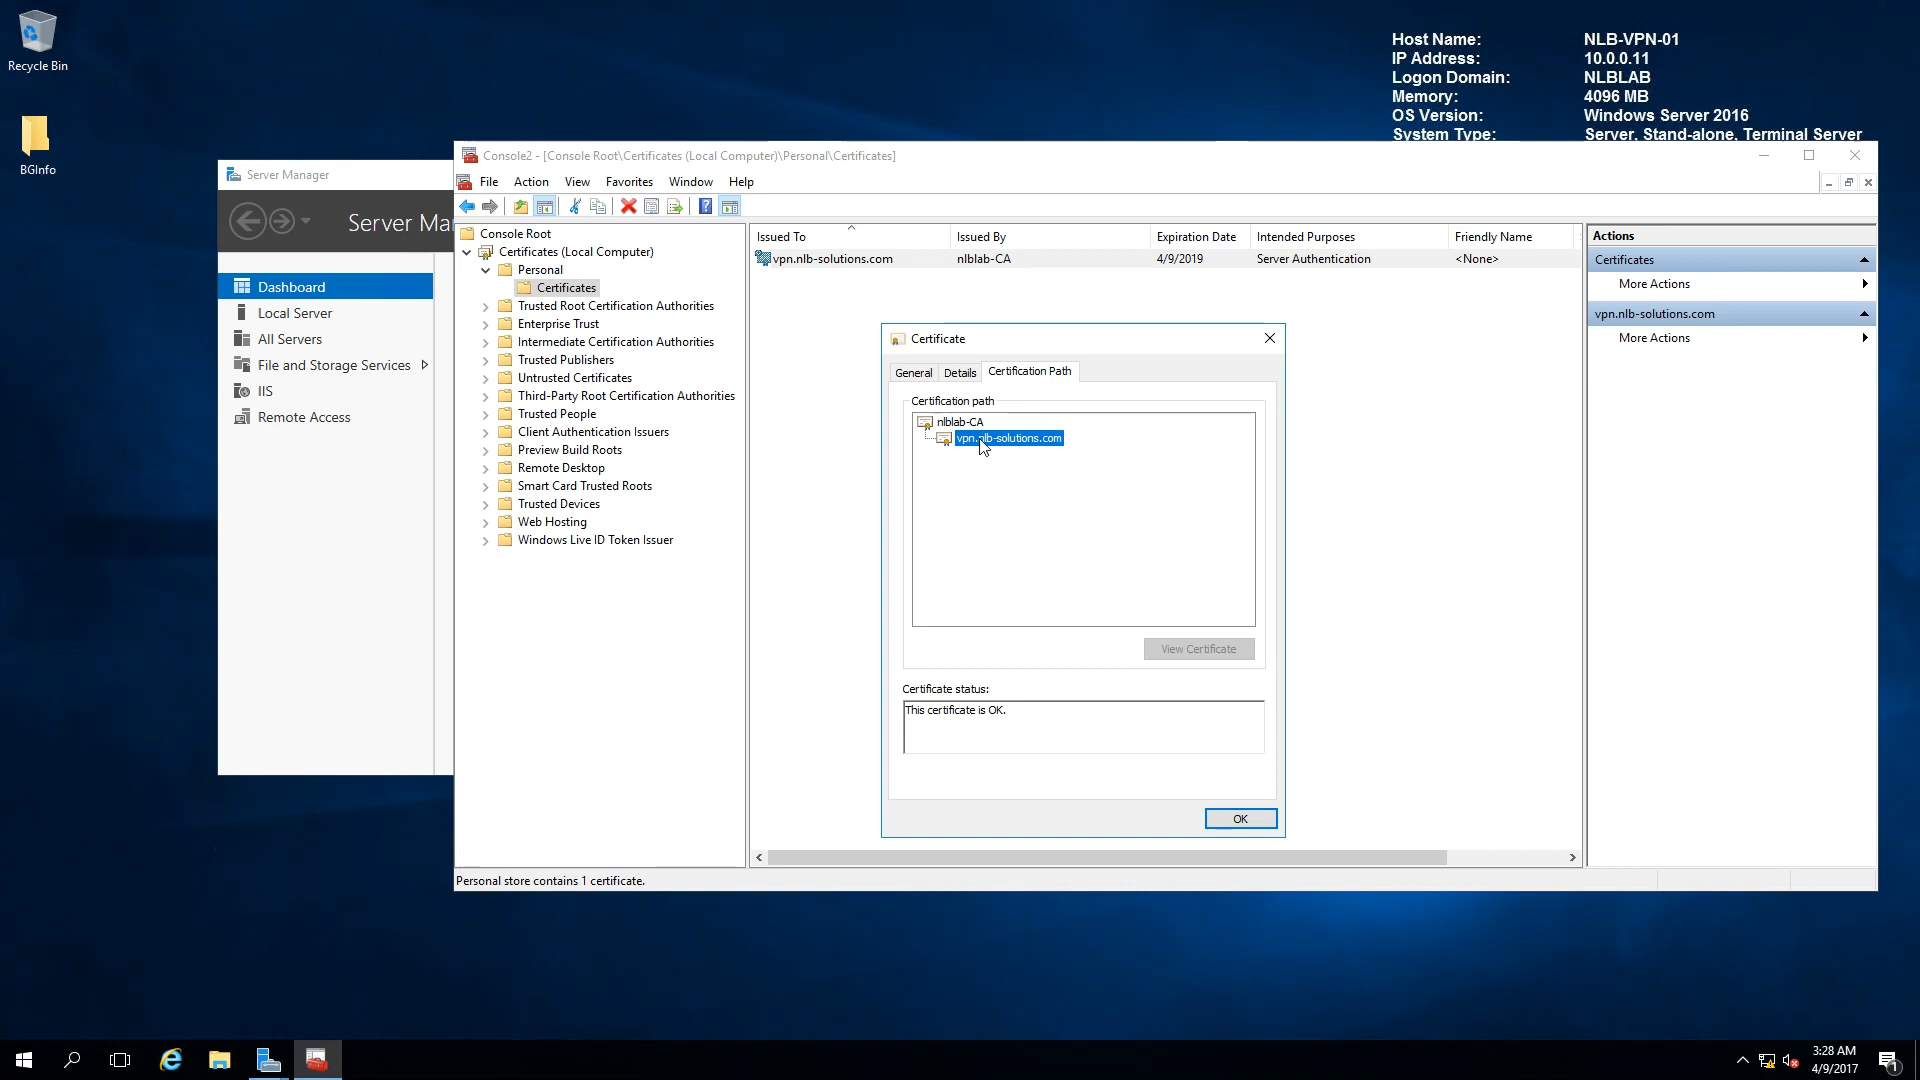 Recycle Bin
BGInfo
Host Name: NLB-VPN-01
IP Address: 10.0.0.11
Logon Domain: NLBLAB
Memory: 4096 MB
OS Version: Windows Server 2016
System Type: Server, Stand-alone, Terminal Server
Server Manager
Server Ma
Dashboard
Local Server
All Servers
File and Storage Services
IIS
Remote Access
Console2 - [Console Root\Certificates (Local Computer)\Personal\Certificates]
File Action View Favorites Window Help
Console Root
Certificates (Local Computer)
Personal
Certificates
Trusted Root Certification Authorities
Enterprise Trust
Intermediate Certification Authorities
Trusted Publishers
Untrusted Certificates
Third-Party Root Certification Authorities
Trusted People
Client Authentication Issuers
Preview Build Roots
Remote Desktop
Smart Card Trusted Roots
Trusted Devices
Web Hosting
Windows Live ID Token Issuer
Issued To Issued By Expiration Date Intended Purposes Friendly Name
vpn.nlb-solutions.com nlblab-CA 4/9/2019 Server Authentication <None>
Actions
Certificates
More Actions
vpn.nlb-solutions.com
More Actions
Certificate
General Details Certification Path
Certification path
nlblab-CA
vpn.nlb-solutions.com
View Certificate
Certificate status:
This certificate is OK.
OK
Personal store contains 1 certificate.
3:28 AM
4/9/2017
1